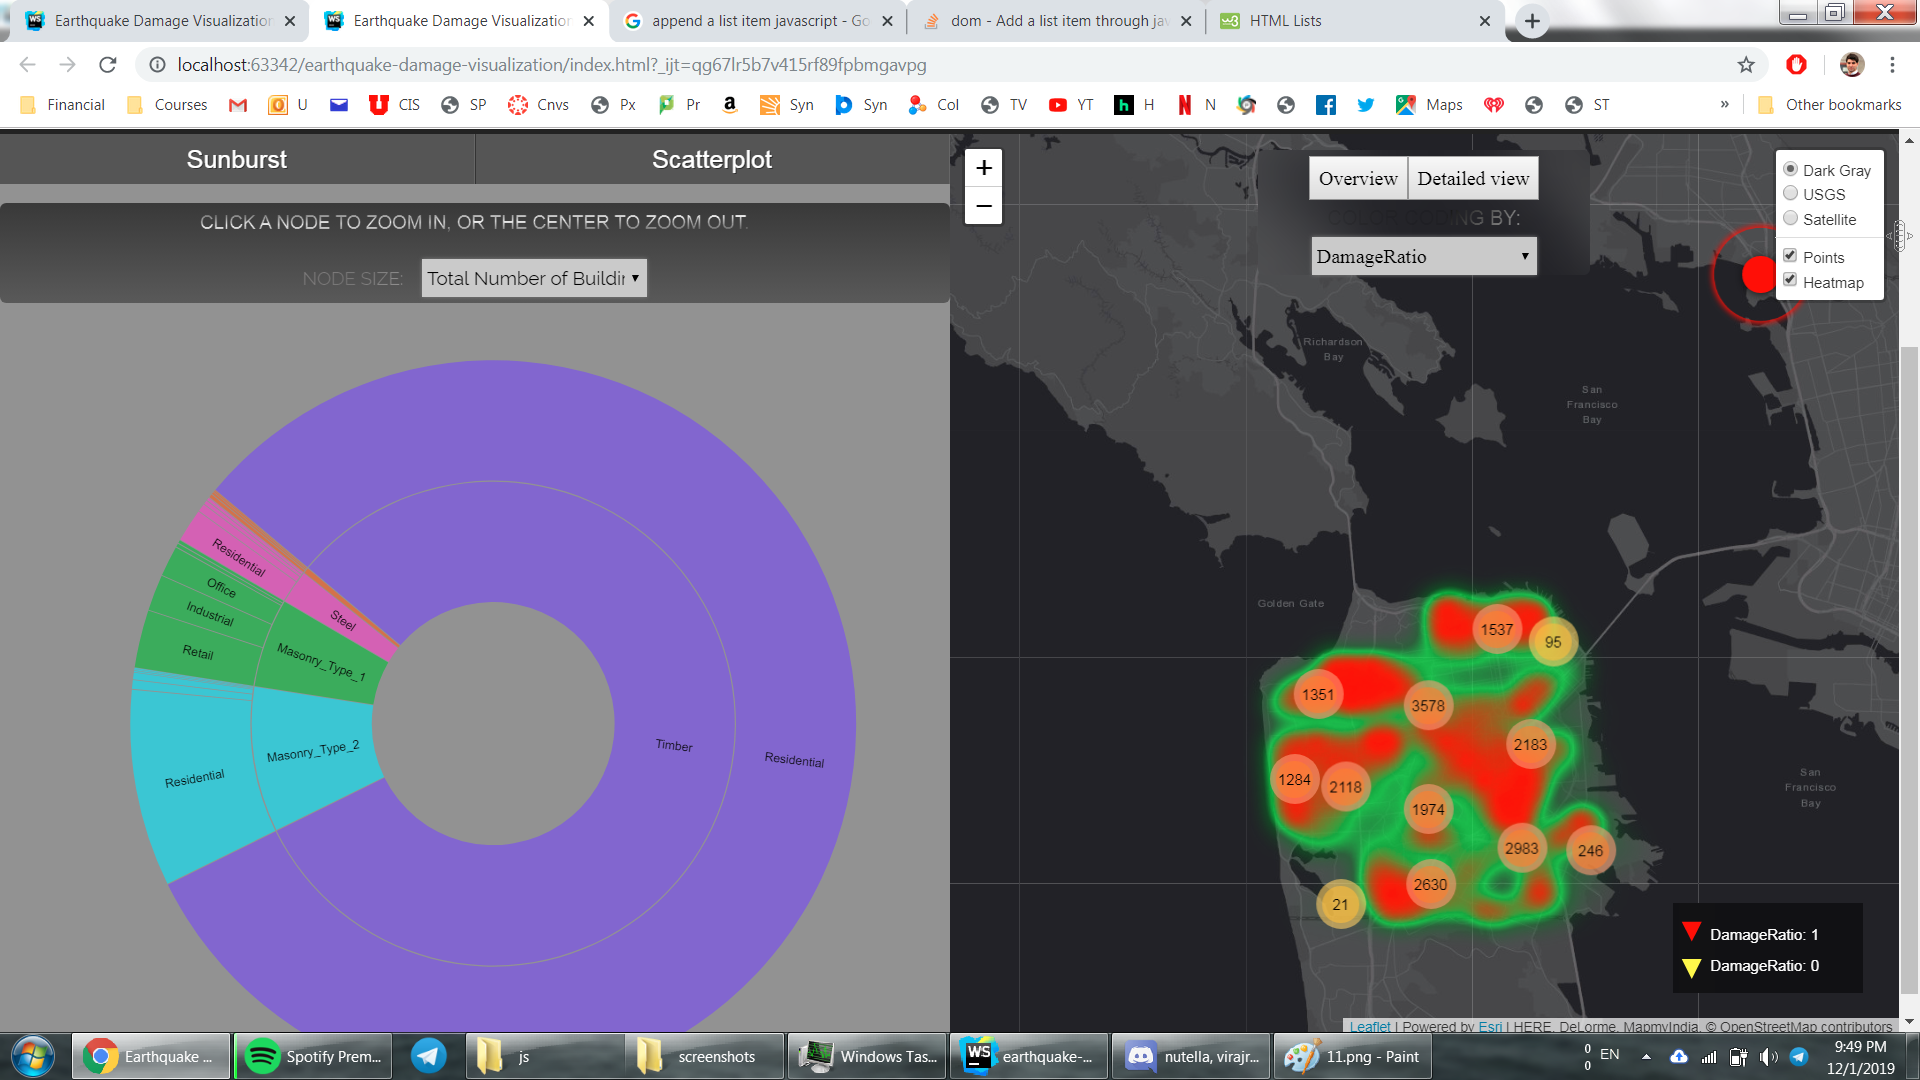 Earthquake Damage Visualization
Earthquake Damage Visualization
append a list item javascript - Go
dom - Add a list item through jav
HTML Lists
localhost:63342/earthquake-damage-visualization/index.html?_ijt=qg67lr5b7v415rf89fpbmgavpg
Financial
Courses
U
CIS
SP
Cnvs
Px
Pr
Syn
Syn
Col
TV
YT
H
N
Maps
ST
»
Other bookmarks
Sunburst
Scatterplot
CLICK A NODE TO ZOOM IN, OR THE CENTER TO ZOOM OUT.
NODE SIZE:
Total Number of Buildin
Residential
Office
Industrial
Retail
Steel
Masonry_Type_1
Masonry_Type_2
Residential
Timber
Residential
+
−
Overview
Detailed view
COLOR CODING BY:
DamageRatio
Dark Gray
USGS
Satellite
Points
Heatmap
Richardson
Bay
San
Francisco
Bay
Golden Gate
San
Francisco
Bay
1537
95
1351
3578
2183
1284
2118
1974
2983
246
2630
21
DamageRatio: 1
DamageRatio: 0
Leaflet | Powered by Esri | HERE, DeLorme, MapmyIndia, © OpenStreetMap contributors
Earthquake ...
Spotify Prem...
js
screenshots
Windows Tas...
WS
earthquake-...
nutella, virajr...
11.png - Paint
0
0
EN
9:49 PM
12/1/2019